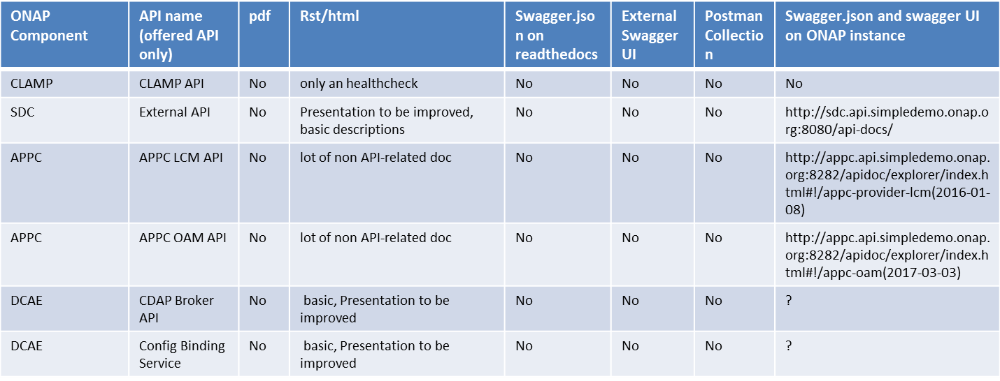 ONAP Component
API name (offered API only)
pdf
Rst/html
Swagger.jso
n on
readthedocs
External
Swagger
UI
Postman
Collectio
n
Swagger.json and swagger UI
on ONAP instance
CLAMP
CLAMP API
No
only an healthcheck
No
No
No
No
SDC
External API
No
Presentation to be improved,
basic descriptions
No
No
No
http://sdc.api.simpledemo.onap.o
rg:8080/api-docs/
APPC
APPC LCM API
No
lot of non API-related doc
No
No
No
http://appc.api.simpledemo.onap.
org:8282/apidoc/explorer/index.h
tml#!/appc-provider-lcm(2016-01-
08)
APPC
APPC OAM API
No
lot of non API-related doc
No
No
No
http://appc.api.simpledemo.onap.
org:8282/apidoc/explorer/index.h
tml#!/appc-oam(2017-03-03)
DCAE
CDAP Broker
API
No
basic, Presentation to be
improved
No
No
No
?
DCAE
Config Binding
Service
No
basic, Presentation to be
improved
No
No
No
?